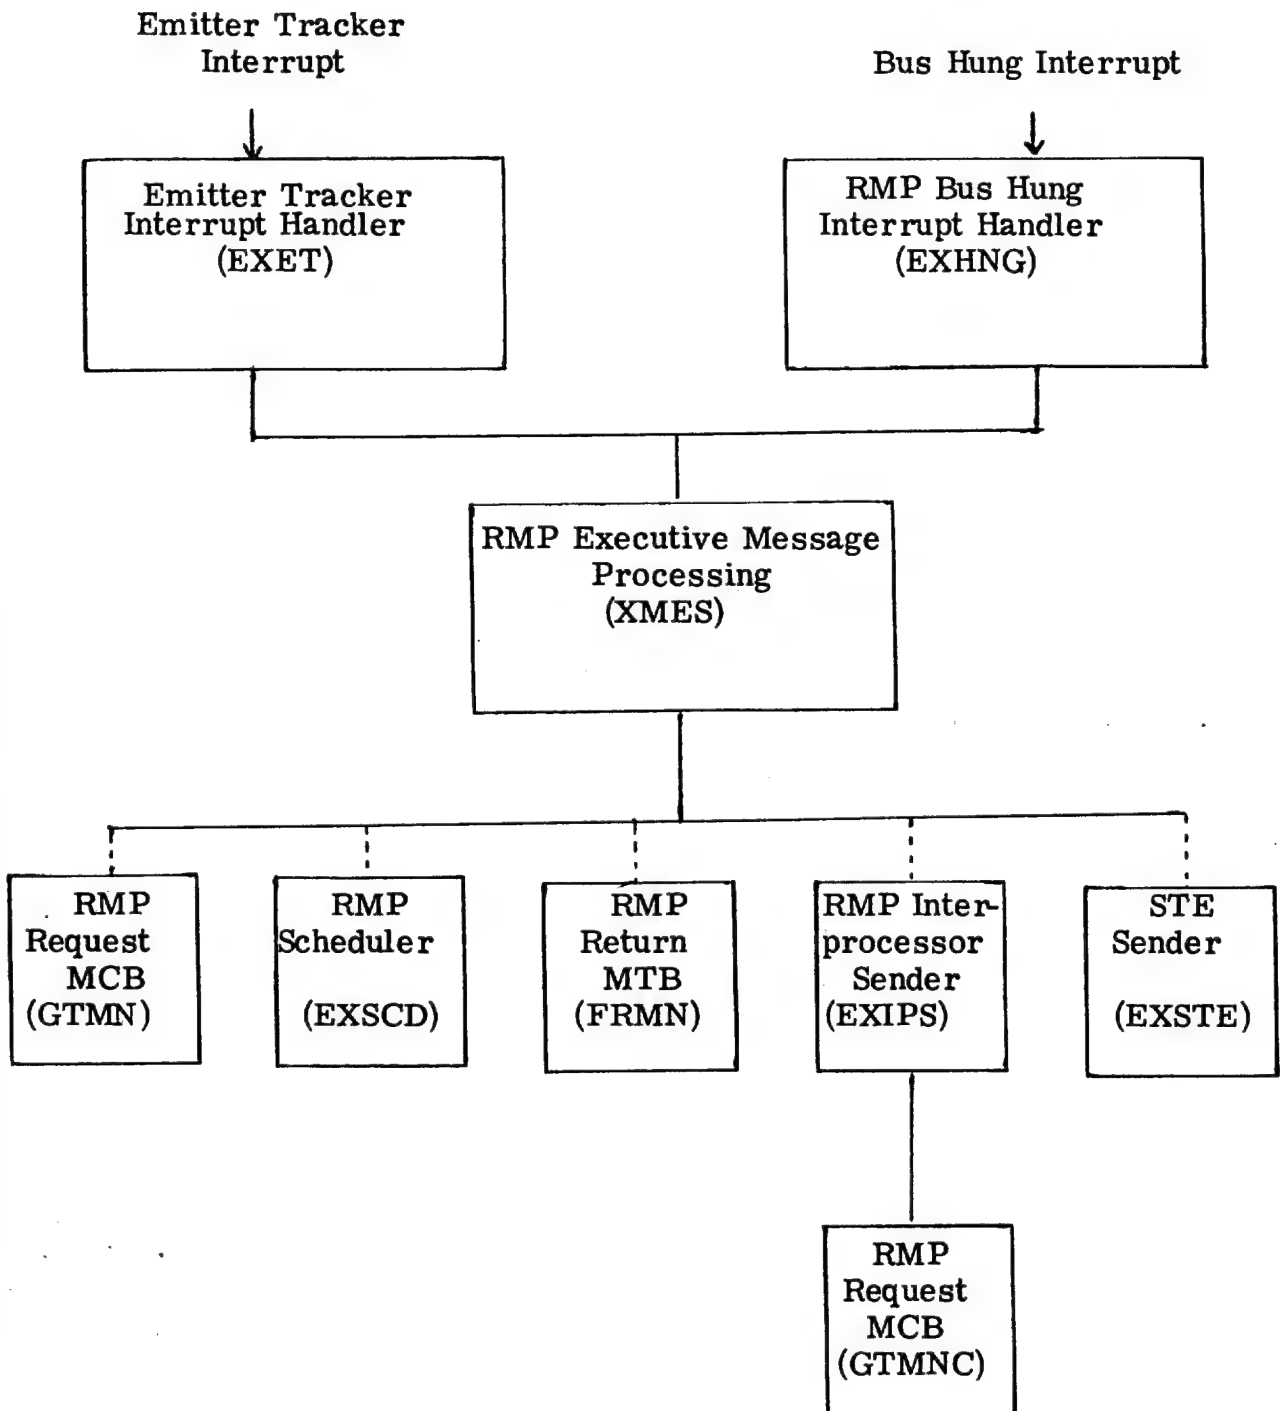 Emitter Tracker
Interrupt
Bus Hung Interrupt
Emitter Tracker
Interrupt Handler
(EXET)
RMP Bus Hung
Interrupt Handler
(EXHNG)
RMP Executive Message
Processing
(XMES)
RMP
Request
MCB
(GTMN)
RMP
Scheduler
(EXSCD)
RMP
Return
MTB
(FRMN)
RMP Inter-
processor
Sender
(EXIPS)
STE
Sender
(EXSTE)
RMP
Request
MCB
(GTMNC)